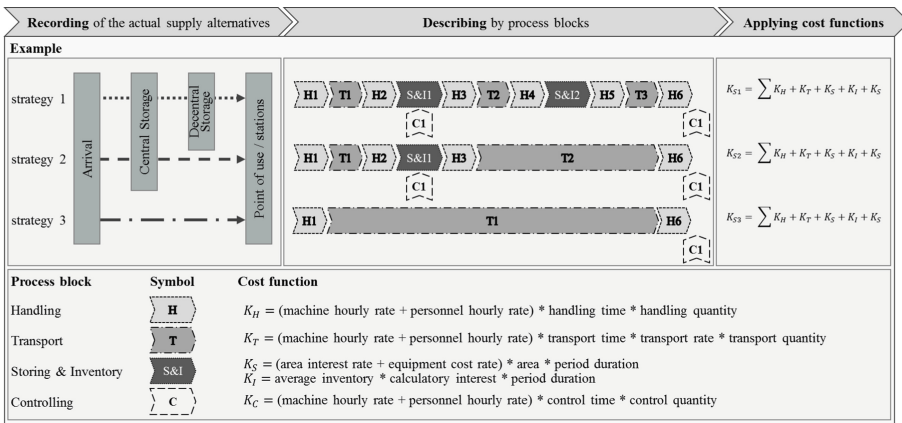 Recording of the actual supply alternatives
Describing by process blocks
Applying cost functions
Example
strategy 1
strategy 2
strategy 3
Arrival
Central Storage
Decentral Storage
Point of use / stations
H1 T1 H2 S&I1 H3 T2 H4 S&I2 H5 T3 H6
C1 C1
H1 T1 H2 S&I1 H3 T2 H6
C1 C1
H1 T1 H6
C1
K_{S1} = ∑ K_H + K_T + K_S + K_I + K_S
K_{S2} = ∑ K_H + K_T + K_S + K_I + K_S
K_{S3} = ∑ K_H + K_T + K_S + K_I + K_S
Process block Symbol Cost function
Handling H K_H = (machine hourly rate + personnel hourly rate) * handling time * handling quantity
Transport T K_T = (machine hourly rate + personnel hourly rate) * transport time * transport rate * transport quantity
Storing & Inventory S&I K_S = (area interest rate + equipment cost rate) * area * period duration
K_I = average inventory * calculatory interest * period duration
Controlling C K_C = (machine hourly rate + personnel hourly rate) * control time * control quantity